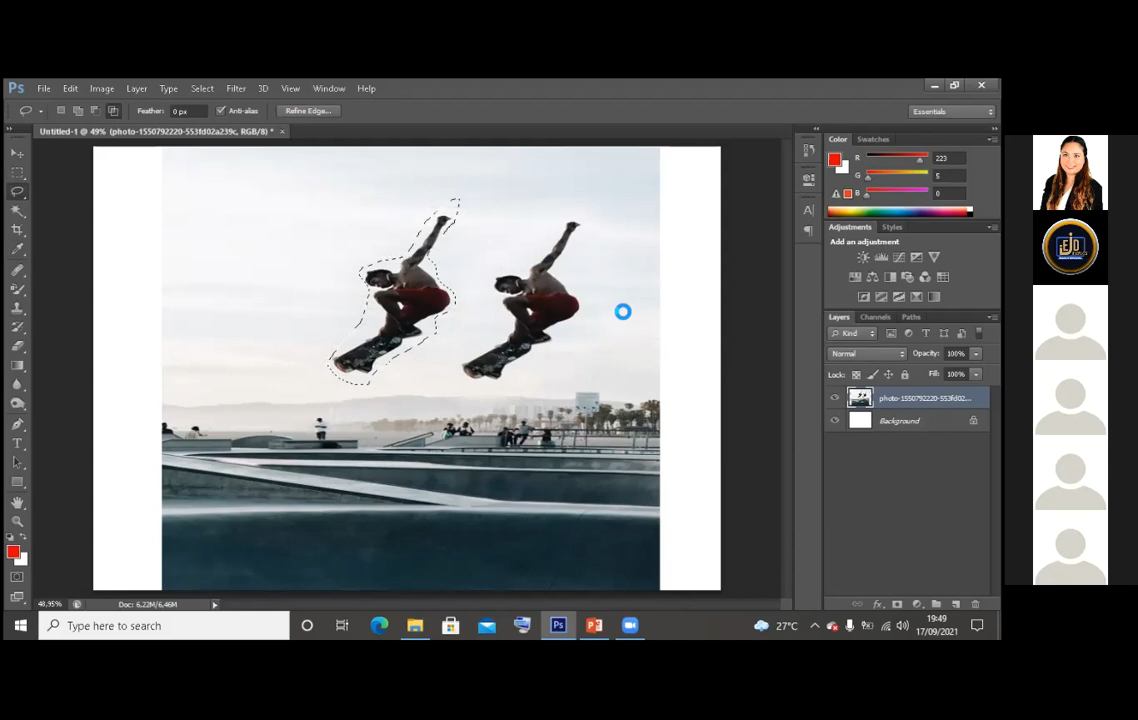 Ps File Edit Image Layer Type Select Filter 3D View Window Help
Feather: 0 px Anti-alias Refine Edge... Essentials
Untitled-1 @ 49% (photo-1550792220-553fd02a239c, RGB/8) * ×
Color Swatches
R 223
G 5
B 0
Adjustments Styles
Add an adjustment
Layers Channels Paths
Kind
Normal Opacity: 100%
Lock: Fill: 100%
photo-1550792220-553fd02...
Background
48,95% Doc: 6,22M/6,46M
Type here to search
Ps
27°C
19:49
17/09/2021